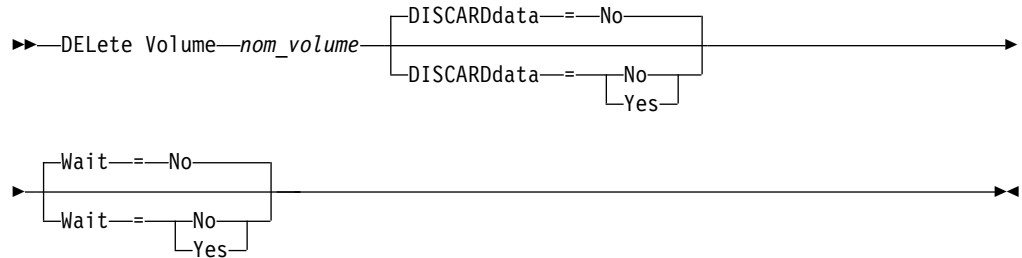 DISCARDdata = No
DELete Volume nom_volume
DISCARDdata = No
Yes
Wait = No
Wait = No
Yes